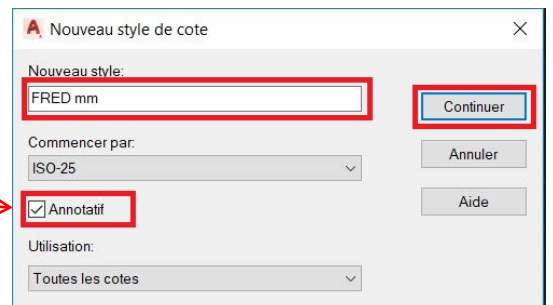 Nouveau style de cote
Nouveau style:
FRED mm
Continuer
Commencer par:
ISO-25
Annuler
Annotatif
Aide
Utilisation:
Toutes les cotes